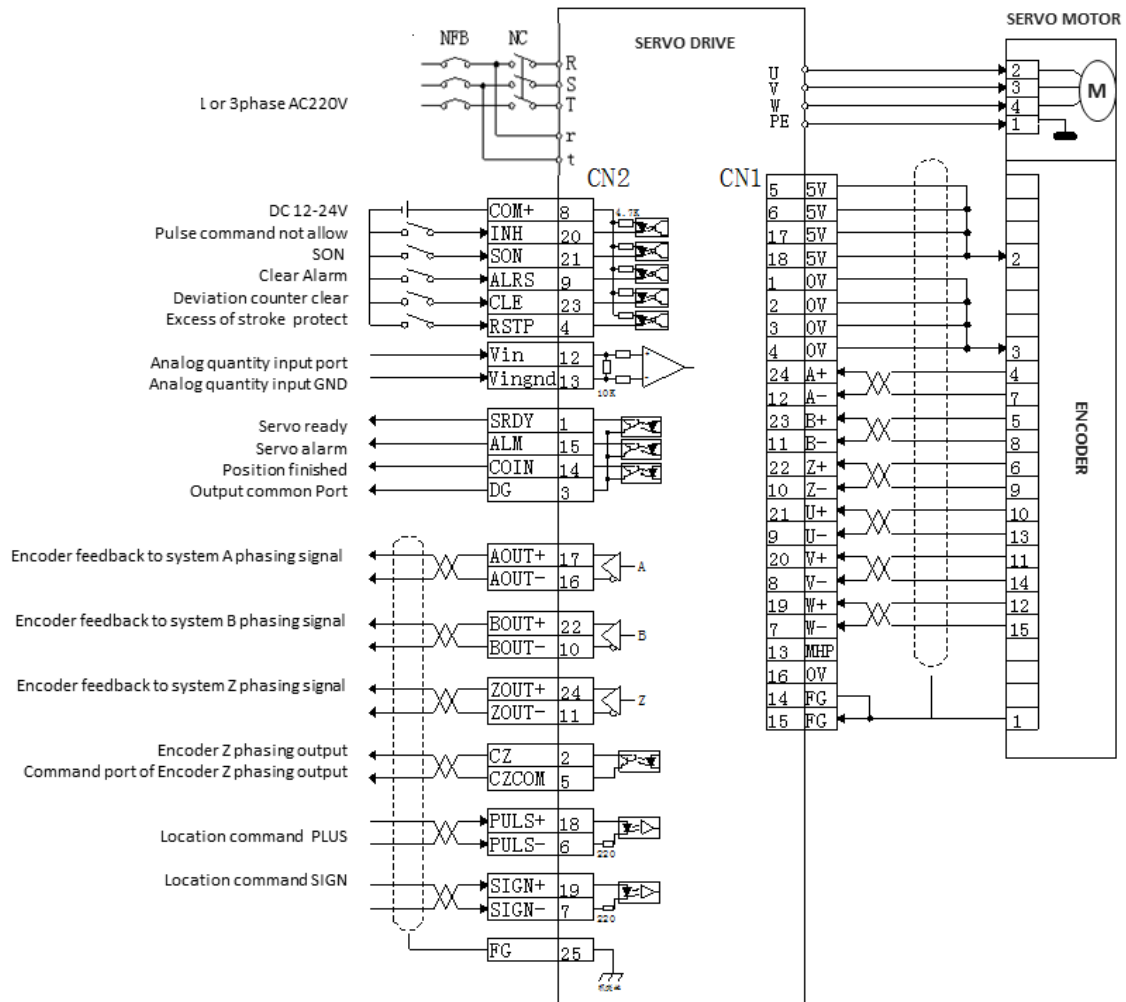 SERVO MOTOR
NFB NC
SERVO DRIVE
R
S
T
r
t
1 or 3phase AC220V
U
V
W
PE
2
3
4
1
M
CN2
CN1
DC 12-24V COM+ 8
4.7K
Pulse command not allow INH 20
SON SON 21
Clear Alarm ALRS 9
Deviation counter clear CLE 23
Excess of stroke protect RSTP 4
Analog quantity input port Vin 12
Analog quantity input GND Vingnd 13
10K
Servo ready SRDY 1
Servo alarm ALM 15
Position finished COIN 14
Output common Port DG 3
Encoder feedback to system A phasing signal AOUT+ 17
AOUT- 16
A
Encoder feedback to system B phasing signal BOUT+ 22
BOUT- 10
B
Encoder feedback to system Z phasing signal ZOUT+ 24
ZOUT- 11
Z
Encoder Z phasing output CZ 2
Command port of Encoder Z phasing output CZCOM 5
Location command PLUS PULS+ 18
PULS- 6
220
Location command SIGN SIGN+ 19
SIGN- 7
220
FG 25
5 5V
6 5V
17 5V
18 5V 2
1 0V
2 0V
3 0V
4 0V 3
24 A+ 4
12 A- 7
23 B+ 5
11 B- 8
22 Z+ 6
10 Z- 9
21 U+ 10
9 U- 13
20 V+ 11
8 V- 14
19 W+ 12
7 W- 15
13 MHP
16 0V
14 FG
15 FG 1
ENCODER